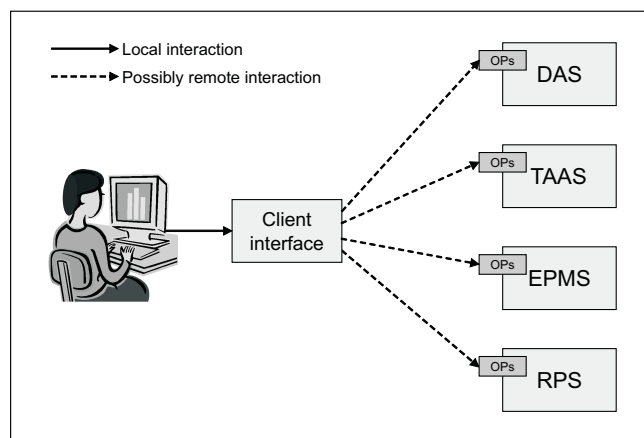 Local interaction
Possibly remote interaction
Client
interface
OPs
DAS
OPs
TAAS
OPs
EPMS
OPs
RPS